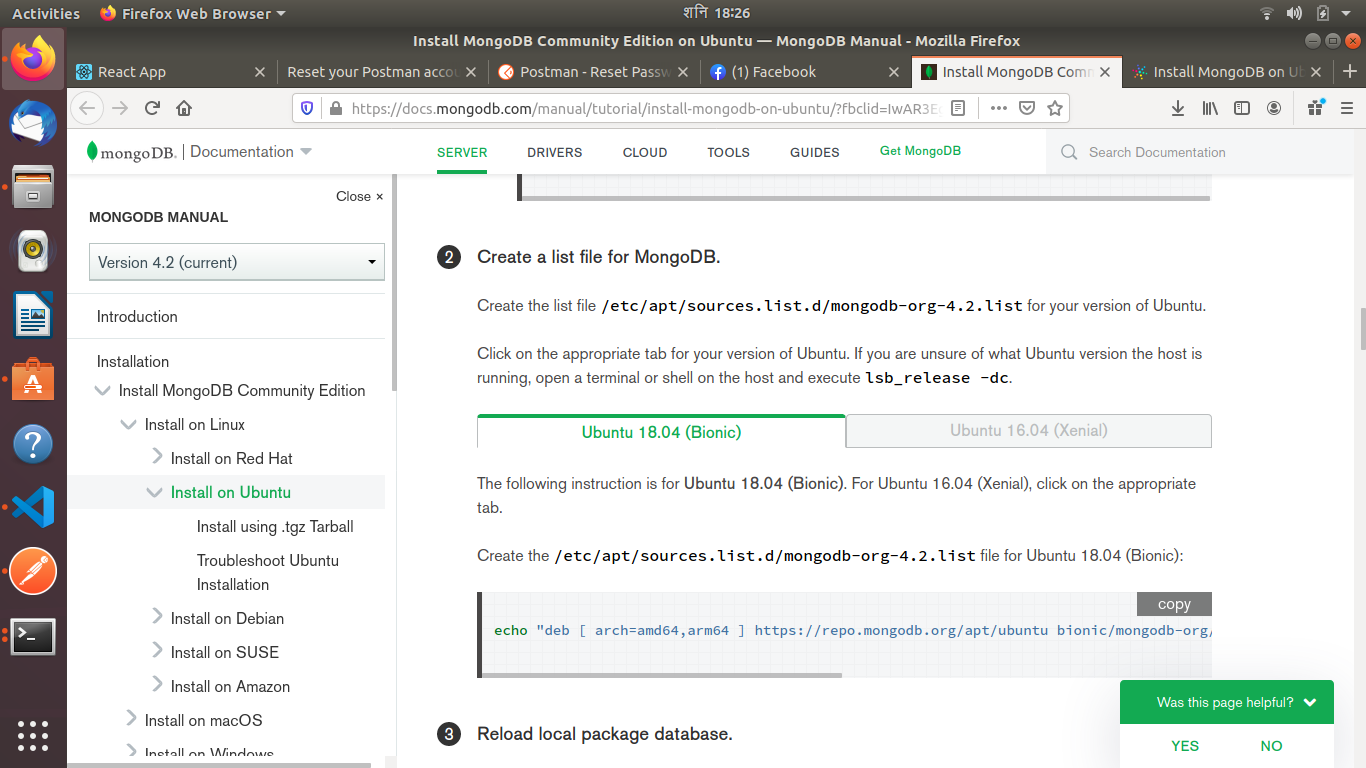 Activities
Firefox Web Browser
शनि 18:26
Install MongoDB Community Edition on Ubuntu — MongoDB Manual - Mozilla Firefox
React App
Reset your Postman accou
Postman - Reset Passw
(1) Facebook
Install MongoDB Comm
Install MongoDB on Ub
https://docs.mongodb.com/manual/tutorial/install-mongodb-on-ubuntu/?fbclid=IwAR3E
mongoDB. Documentation
SERVER
DRIVERS
CLOUD
TOOLS
GUIDES
Get MongoDB
Search Documentation
Close ×
MONGODB MANUAL
Version 4.2 (current)
Introduction
Installation
Install MongoDB Community Edition
Install on Linux
Install on Red Hat
Install on Ubuntu
Install using .tgz Tarball
Troubleshoot Ubuntu
Installation
Install on Debian
Install on SUSE
Install on Amazon
Install on macOS
Install on Windows
2 Create a list file for MongoDB.
Create the list file /etc/apt/sources.list.d/mongodb-org-4.2.list for your version of Ubuntu.
Click on the appropriate tab for your version of Ubuntu. If you are unsure of what Ubuntu version the host is
running, open a terminal or shell on the host and execute lsb_release -dc.
Ubuntu 18.04 (Bionic)
Ubuntu 16.04 (Xenial)
The following instruction is for Ubuntu 18.04 (Bionic). For Ubuntu 16.04 (Xenial), click on the appropriate
tab.
Create the /etc/apt/sources.list.d/mongodb-org-4.2.list file for Ubuntu 18.04 (Bionic):
copy
echo "deb [ arch=amd64,arm64 ] https://repo.mongodb.org/apt/ubuntu bionic/mongodb-org/
3 Reload local package database.
Was this page helpful?
YES
NO